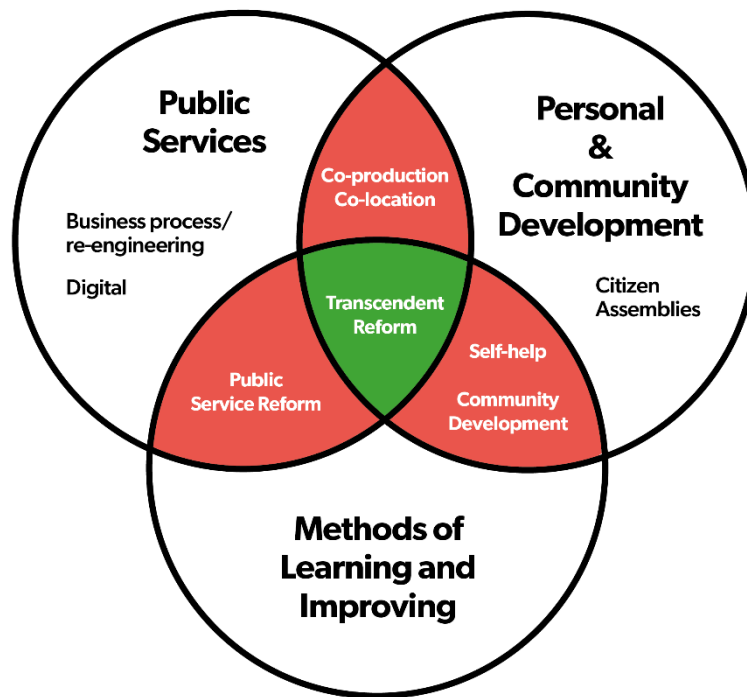 Public
Services
Personal
&
Community
Development
Co-production
Co-location
Business process/
re-engineering
Digital
Citizen
Assemblies
Transcendent
Reform
Self-help
Public
Service Reform
Community
Development
Methods of
Learning and
Improving